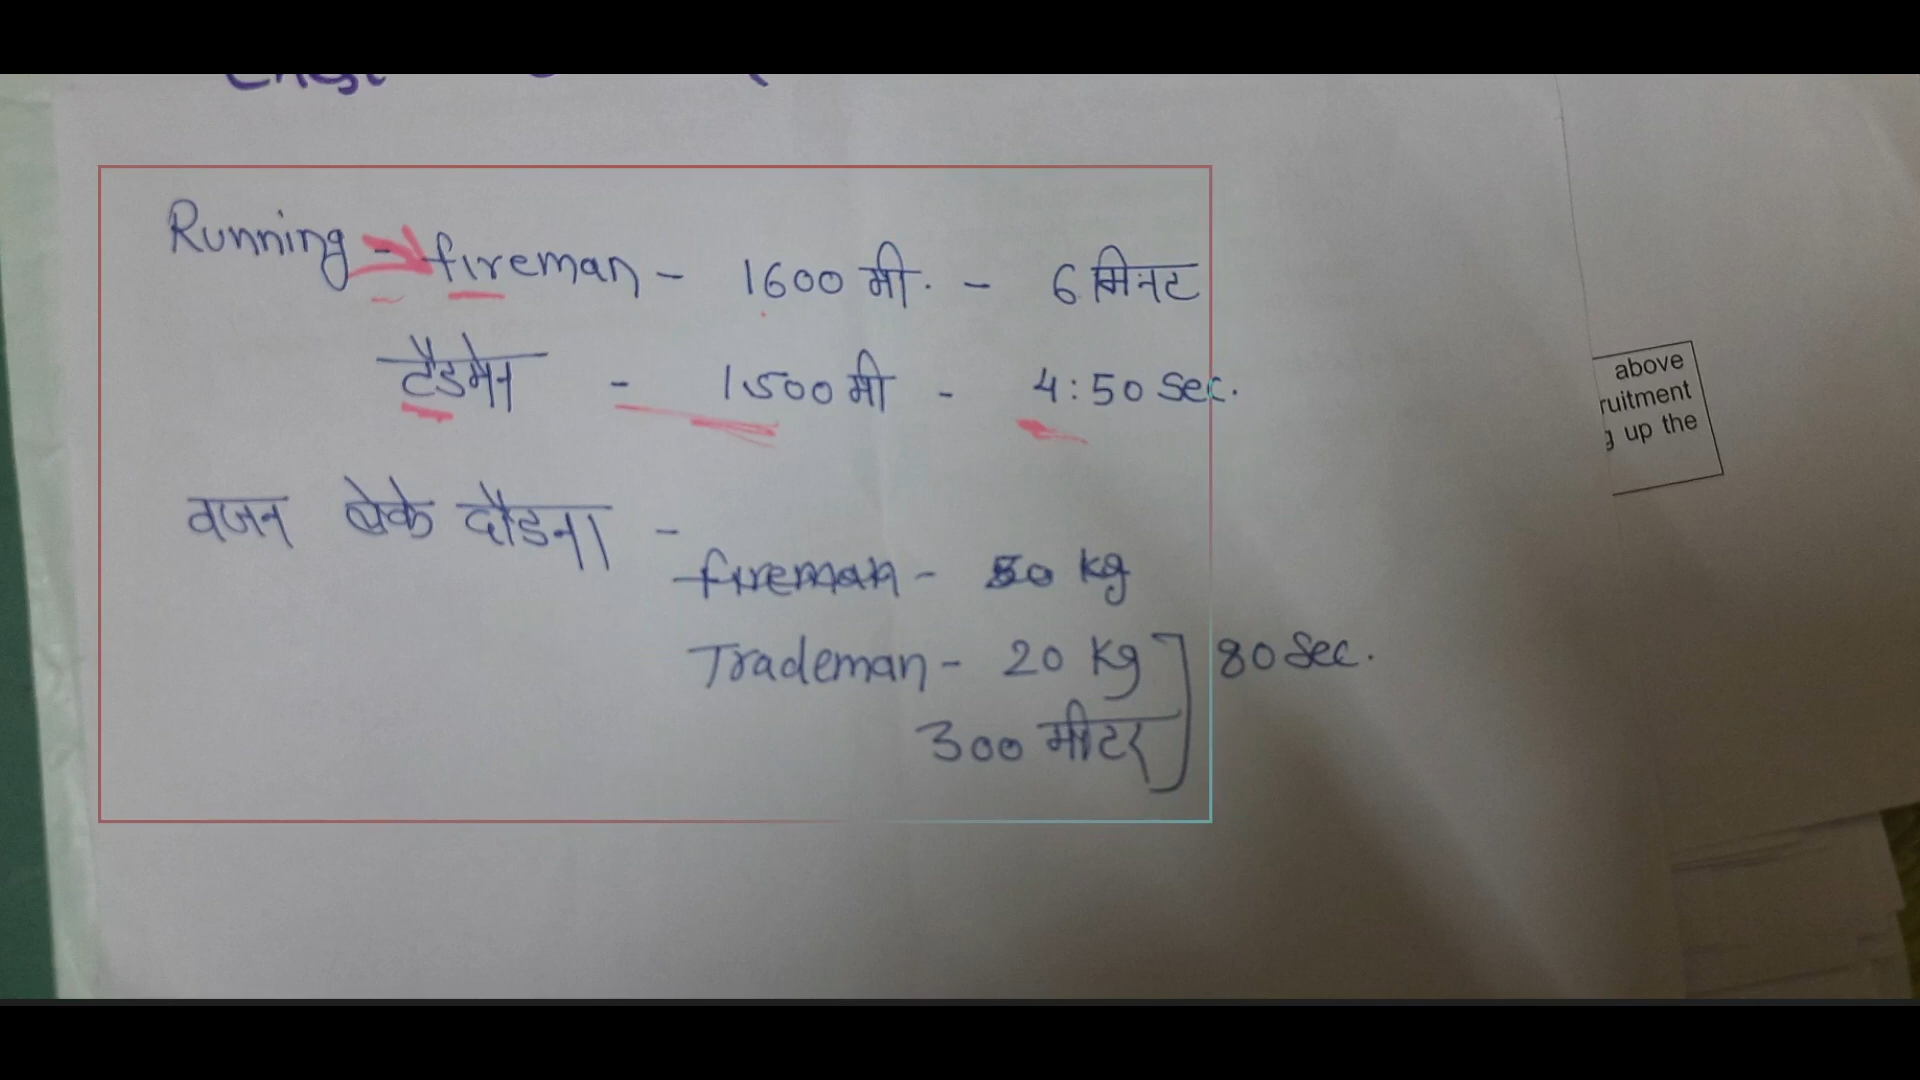 Running - fireman - 1600 मी. - 6 मिनट
टैडमेन - 1500 मी - 4:50 Sec.
वजन लेके दौडना -
fireman - 50 kg
Trademan - 20 kg ] 80 Sec.
300 मीटर
above
ruitment
g up the